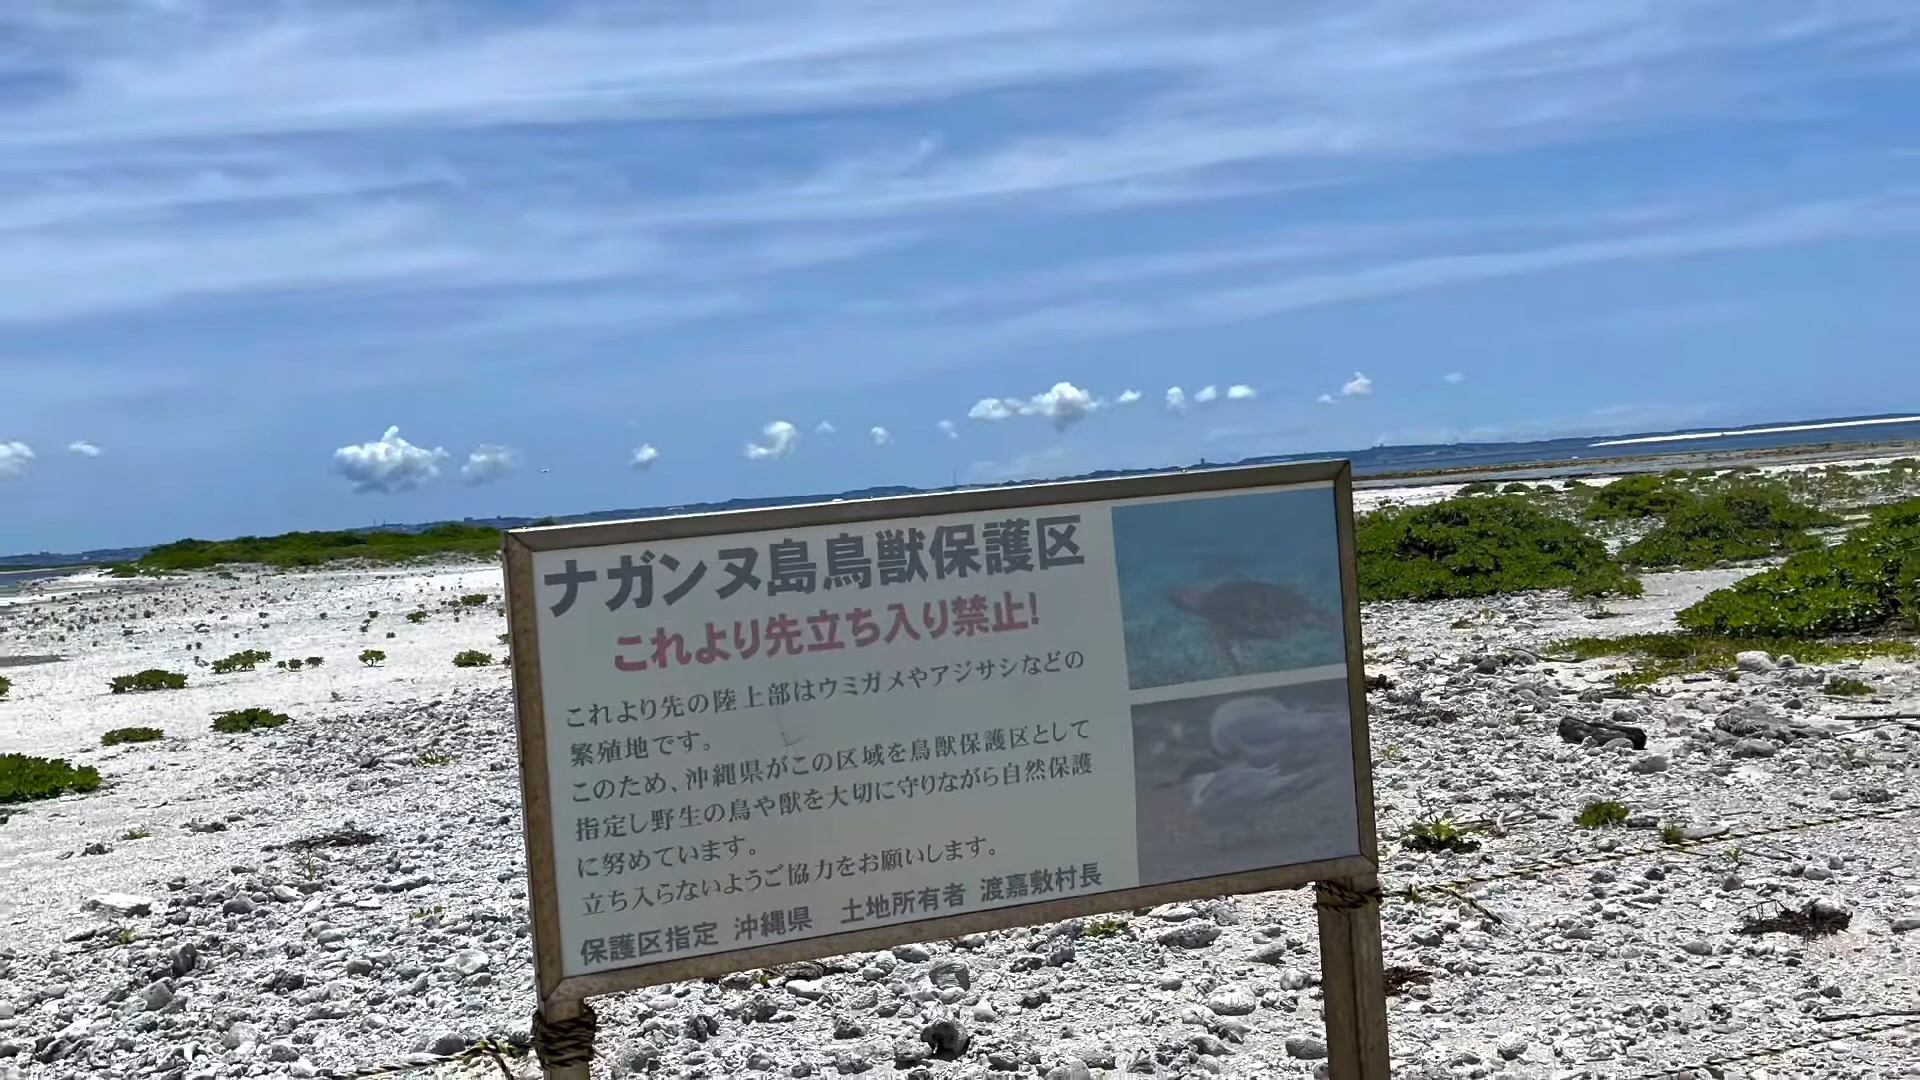 ナガンヌ島鳥獣保護区
これより先立ち入り禁止!
これより先の陸上部はウミガメやアジサシなどの
繁殖地です。
このため、沖縄県がこの区域を鳥獣保護区として
指定し野生の鳥や獣を大切に守りながら自然保護
に努めています。
立ち入らないようご協力をお願いします。
保護区指定 沖縄県 土地所有者 渡嘉敷村長